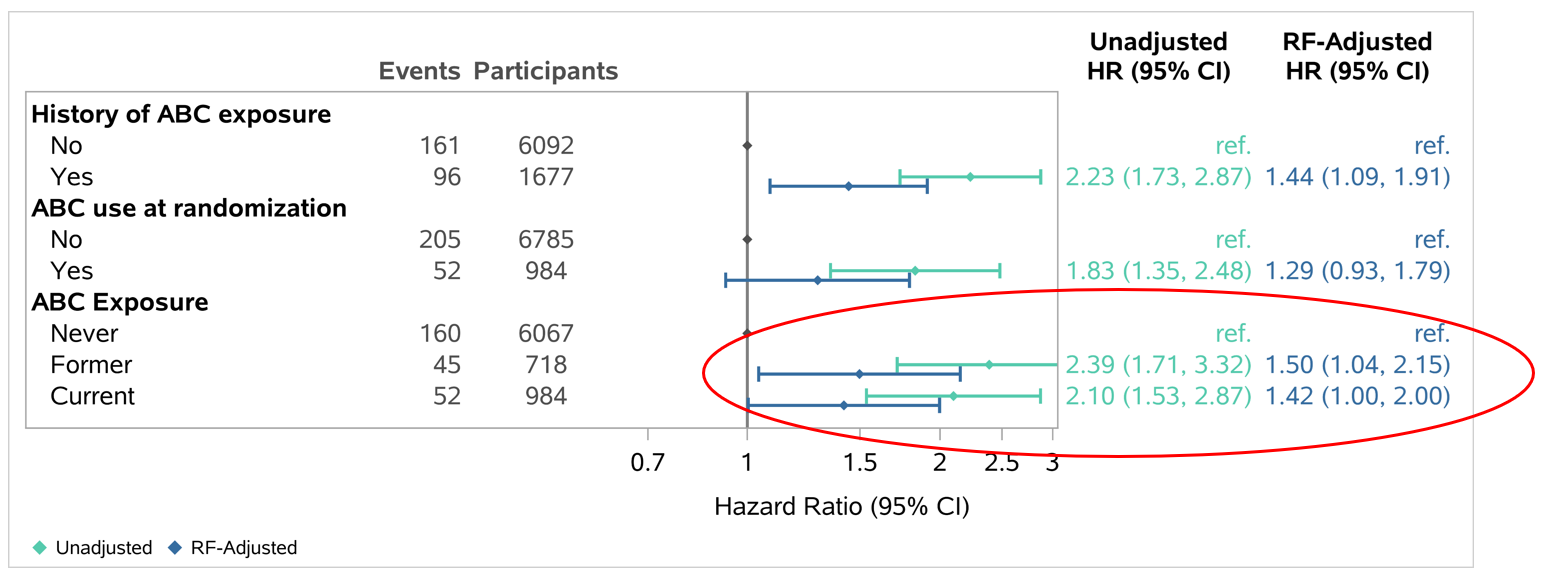 Unadjusted RF-Adjusted
Events Participants HR (95% CI) HR (95% CI)
History of ABC exposure
No 161 6092 ref. ref.
Yes 96 1677 2.23 (1.73, 2.87) 1.44 (1.09, 1.91)
ABC use at randomization
No 205 6785 ref. ref.
Yes 52 984 1.83 (1.35, 2.48) 1.29 (0.93, 1.79)
ABC Exposure
Never 160 6067 ref. ref.
Former 45 718 2.39 (1.71, 3.32) 1.50 (1.04, 2.15)
Current 52 984 2.10 (1.53, 2.87) 1.42 (1.00, 2.00)
0.7 1 1.5 2 2.5 3
Hazard Ratio (95% CI)
Unadjusted RF-Adjusted